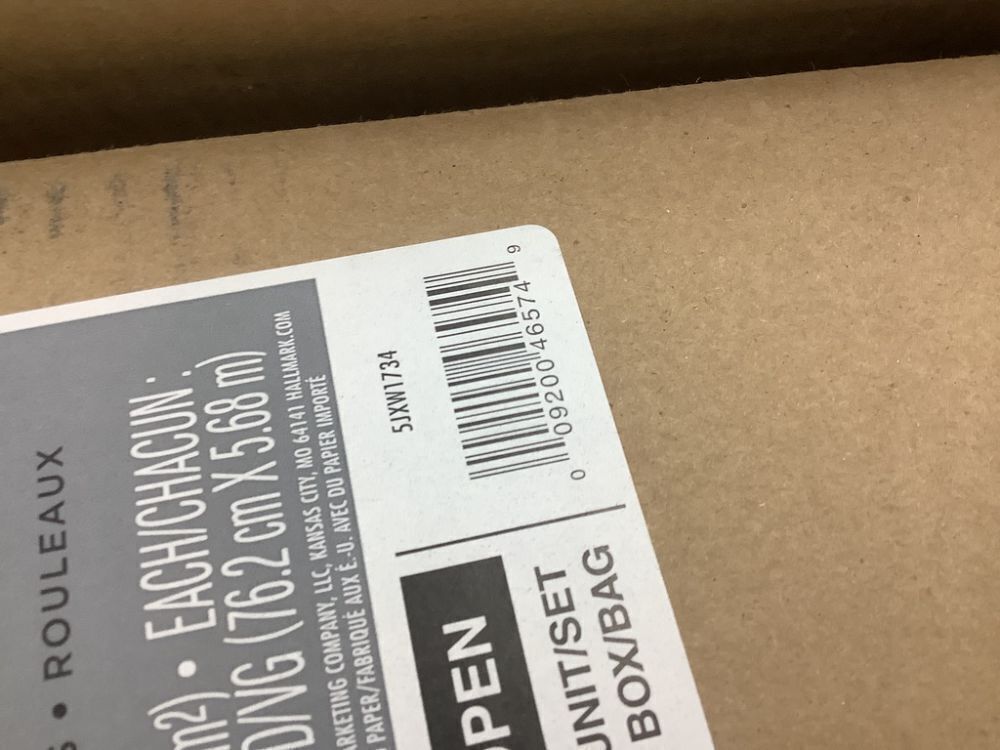 • ROULEAUX
m²) • EACH/CHACUN :
D/VG (76.2 cm X 5.68 m)
MARKETING COMPANY, LLC, KANSAS CITY, MO 64141 HALLMARK.COM
PAPER/FABRIQUÉ AUX É.-U. AVEC DU PAPIER IMPORTÉ
5JXW1734
0 09200 46574 9
OPEN
UNIT/SET
BOX/BAG